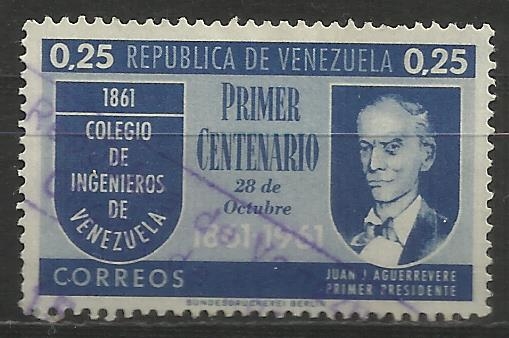 0,25 REPUBLICA DE VENEZUELA 0,25
1861
COLEGIO
DE
INGENIEROS
DE
VENEZUELA
PRIMER
CENTENARIO
28 de
Octubre
1861-1961
CORREOS
JUAN J. AGUERREVERE
PRIMER PRESIDENTE
BUNDESDRUCKEREI BERLIN